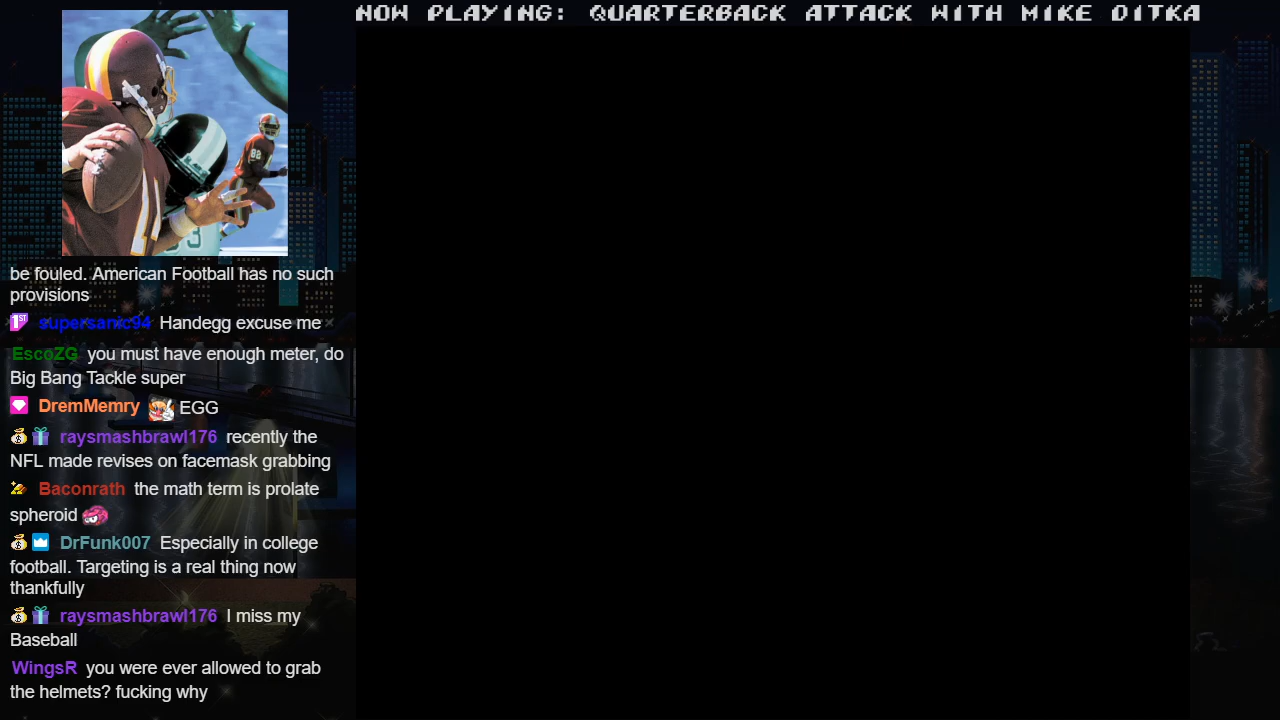 NOW PLAYING: QUARTERBACK ATTACK WITH MIKE DITKA
82
3
be fouled. American Football has no such
provisions
supersanic94 Handegg excuse me
EscoZG you must have enough meter, do
Big Bang Tackle super
DremMemry EGG
raysmashbrawl176 recently the
NFL made revises on facemask grabbing
Baconrath the math term is prolate
spheroid
DrFunk007 Especially in college
football. Targeting is a real thing now
thankfully
raysmashbrawl176 I miss my
Baseball
WingsR you were ever allowed to grab
the helmets? fucking why